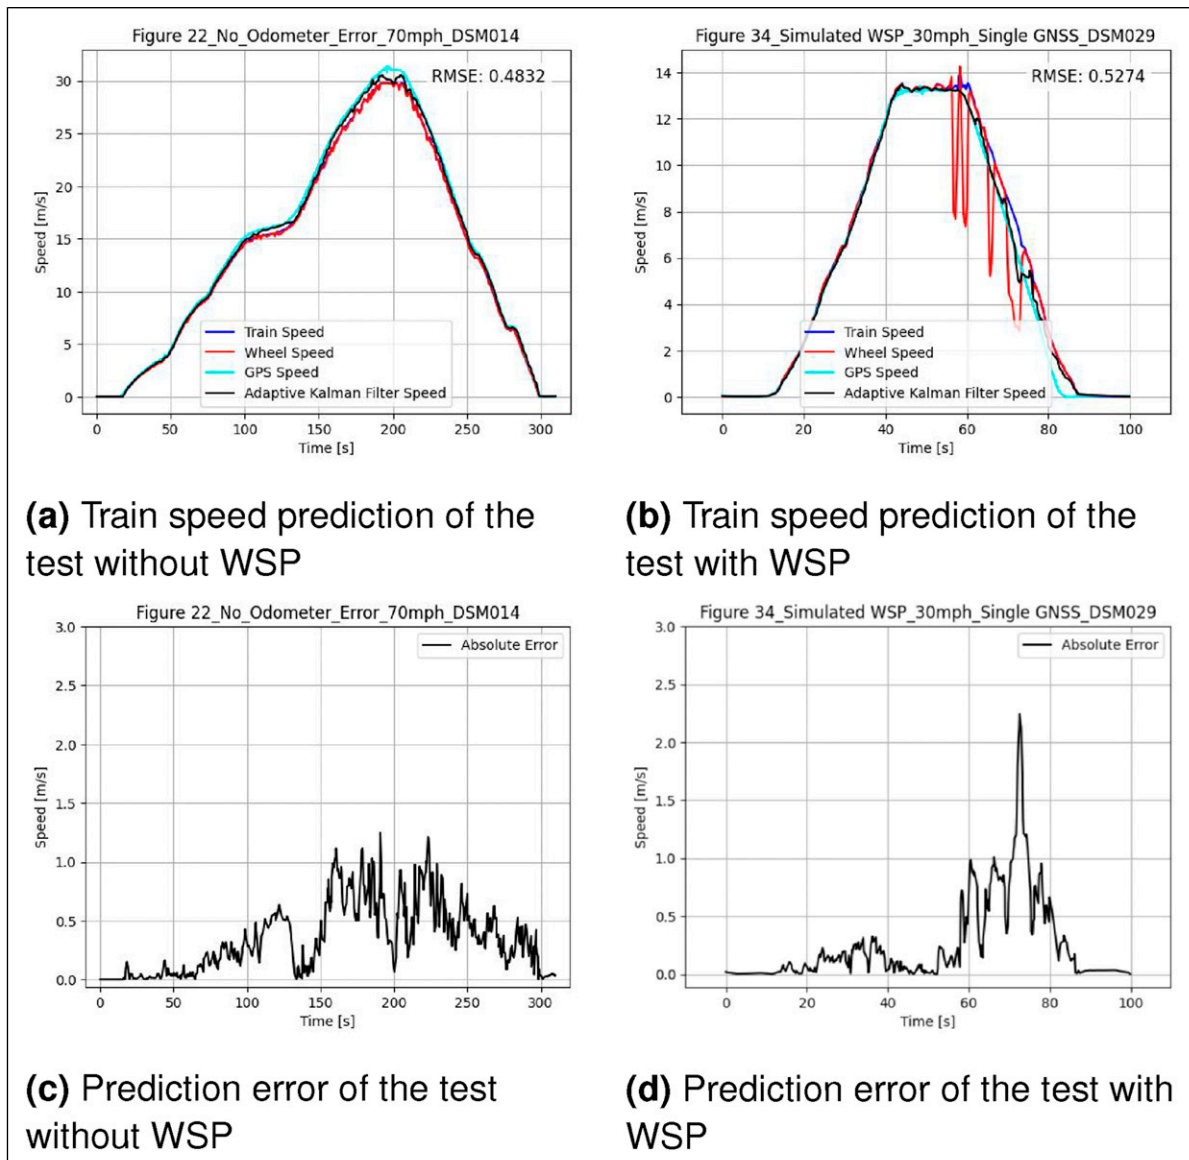 Figure 22_No_Odometer_Error_70mph_DSM014
RMSE: 0.4832
30
25
20
15
10
5
0
Speed [m/s]
Train Speed
Wheel Speed
GPS Speed
Adaptive Kalman Filter Speed
0 50 100 150 200 250 300
Time [s]
(a) Train speed prediction of the
test without WSP
Figure 34_Simulated WSP_30mph_Single GNSS_DSM029
RMSE: 0.5274
14
12
10
8
6
4
2
0
Speed [m/s]
Train Speed
Wheel Speed
GPS Speed
Adaptive Kalman Filter Speed
0 20 40 60 80 100
Time [s]
(b) Train speed prediction of the
test with WSP
Figure 22_No_Odometer_Error_70mph_DSM014
Absolute Error
3.0
2.5
2.0
1.5
1.0
0.5
0.0
Speed [m/s]
0 50 100 150 200 250 300
Time [s]
(c) Prediction error of the test
without WSP
Figure 34_Simulated WSP_30mph_Single GNSS_DSM029
Absolute Error
3.0
2.5
2.0
1.5
1.0
0.5
0.0
Speed [m/s]
0 20 40 60 80 100
Time [s]
(d) Prediction error of the test with
WSP